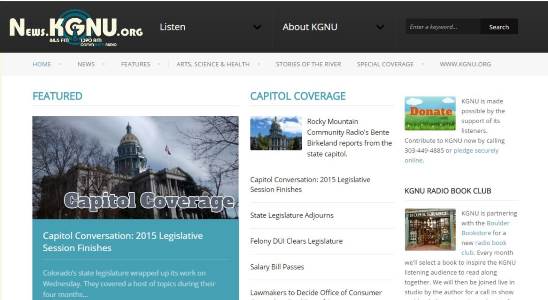 News.KGNU.org
88.5 FM 1390 AM
Listen
About KGNU
Enter a keyword...
Search
HOME
NEWS
FEATURES
ARTS, SCIENCE & HEALTH
STORIES OF THE RIVER
SPECIAL COVERAGE
WWW.KGNU.ORG
FEATURED
Capitol Coverage
Capitol Conversation: 2015 Legislative
Session Finishes
Colorado's state legislature wrapped up its work on
Wednesday. They covered a host of topics during their
four months...
CAPITOL COVERAGE
Rocky Mountain
Community Radio's Bente
Birkeland reports from the
state capitol.
Capitol Conversation: 2015 Legislative
Session Finishes
State Legislature Adjourns
Felony DUI Clears Legislature
Salary Bill Passes
Lawmakers to Decide Office of Consumer
Donate
KGNU is made
possible by the
support of its
listeners.
Contribute to KGNU now by calling
303-449-4885 or pledge securely
online.
KGNU RADIO BOOK CLUB
KGNU is partnering
with the Boulder
Bookstore for a
new radio book
club. Every month
we'll select a book to inspire the KGNU
listening audience to read along
together. We will then be joined live in
studio by the author for a call in show